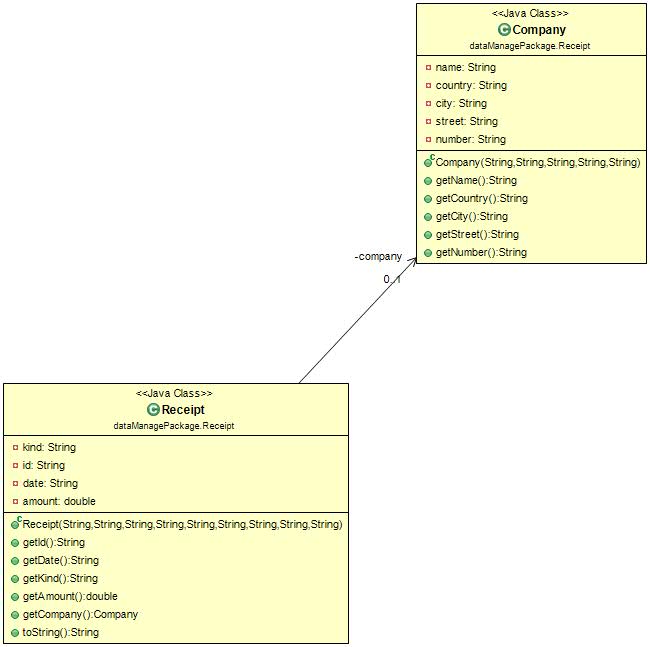 <<Java Class>>
Company
dataManagePackage.Receipt
name: String
country: String
city: String
street: String
number: String
Company(String,String,String,String,String)
getName():String
getCountry():String
getCity():String
getStreet():String
getNumber():String
-company
0..1
<<Java Class>>
Receipt
dataManagePackage.Receipt
kind: String
id: String
date: String
amount: double
Receipt(String,String,String,String,String,String,String,String,String)
getId():String
getDate():String
getKind():String
getAmount():double
getCompany():Company
toString():String